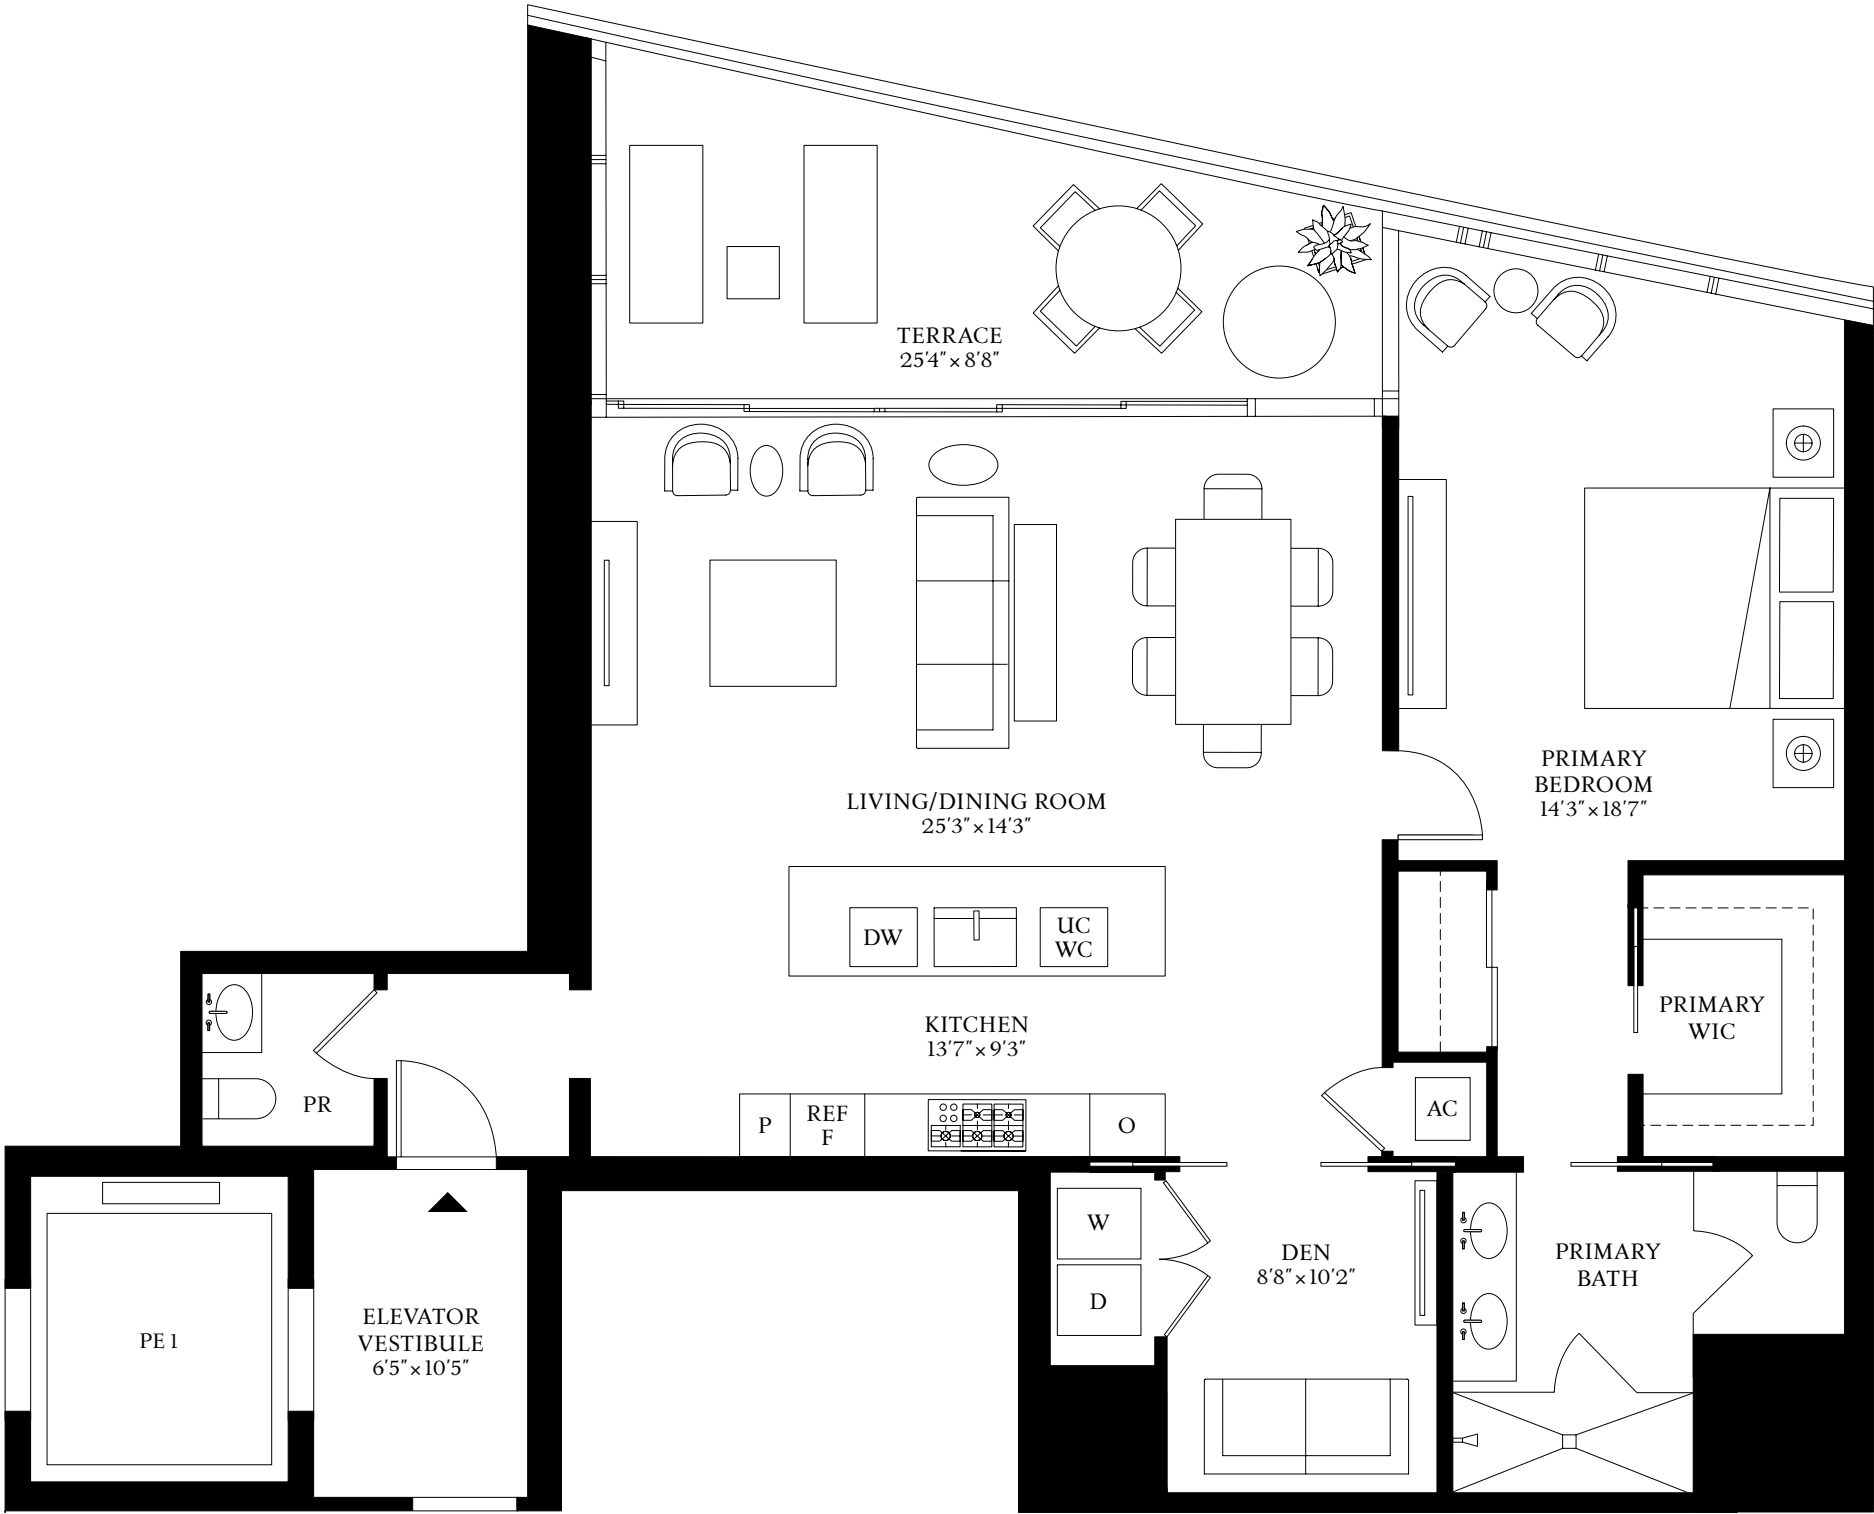 TERRACE
25'4"×8'8"
PRIMARY
BEDROOM
14'3"×18'7"
LIVING/DINING ROOM
25'3"×14'3"
DW
UC
WC
KITCHEN
13'7"×9'3"
PRIMARY
WIC
PR
P
REF
F
O
AC
W
D
DEN
8'8"×10'2"
PRIMARY
BATH
PE 1
ELEVATOR
VESTIBULE
6'5"×10'5"